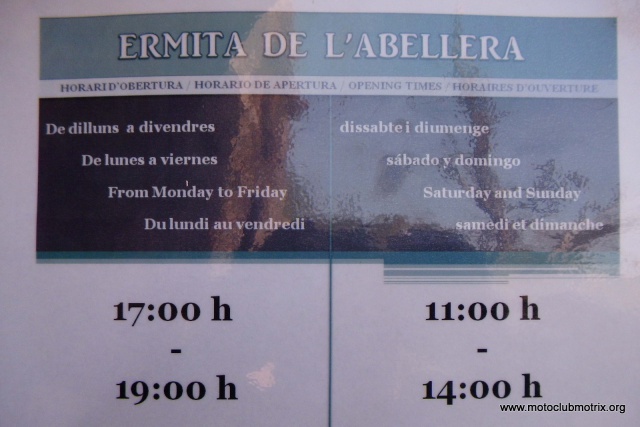 ERMITA DE L'ABELLERA
HORARI D'OBERTURA / HORARIO DE APERTURA / OPENING TIMES / HORAIRES D'OUVERTURE
De dilluns a divendres
De lunes a viernes
From Monday to Friday
Du lundi au vendredi
dissabte i diumenge
sábado y domingo
Saturday and Sunday
samedi et dimanche
17:00 h
-
19:00 h
11:00 h
-
14:00 h
www.motoclubmotrix.org